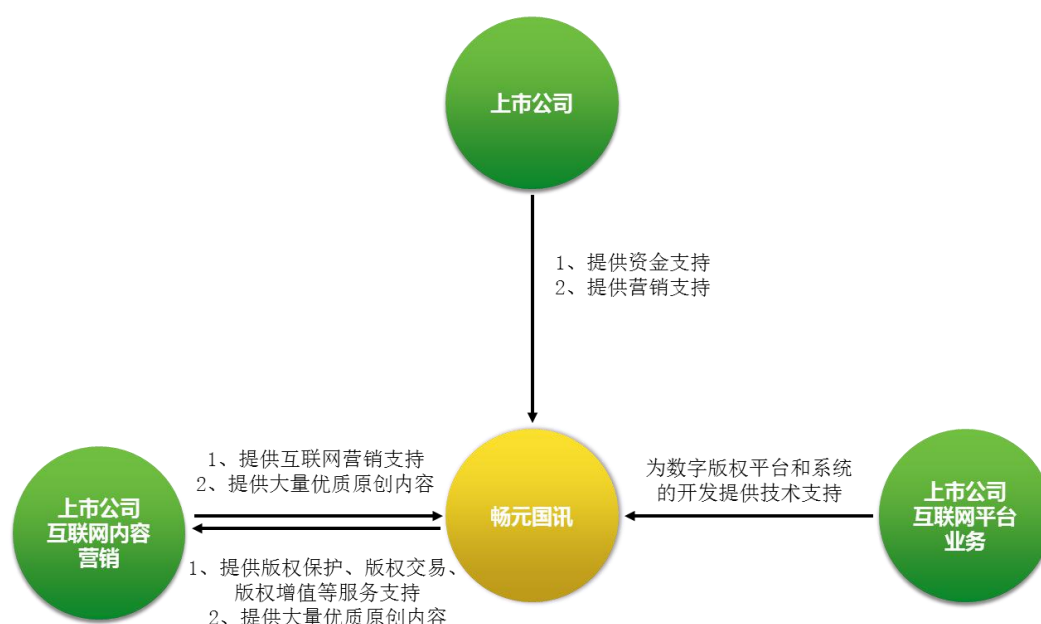 上市公司
1、提供资金支持
2、提供营销支持
1、提供互联网营销支持
2、提供大量优质原创内容
为数字版权平台和系统
的开发提供技术支持
上市公司
互联网内容
营销
畅元国讯
上市公司
互联网平台
业务
1、提供版权保护、版权交易、
版权增值等服务支持
2、提供大量优质原创内容